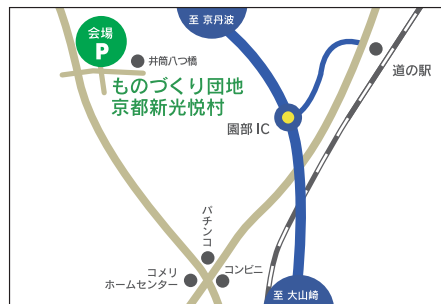 至 京丹波
会場
P
井筒八つ橋
道の駅
ものづくり団地
京都新光悦村
園部 IC
パチンコ
コメリ
ホームセンター
コンビニ
至 大山崎